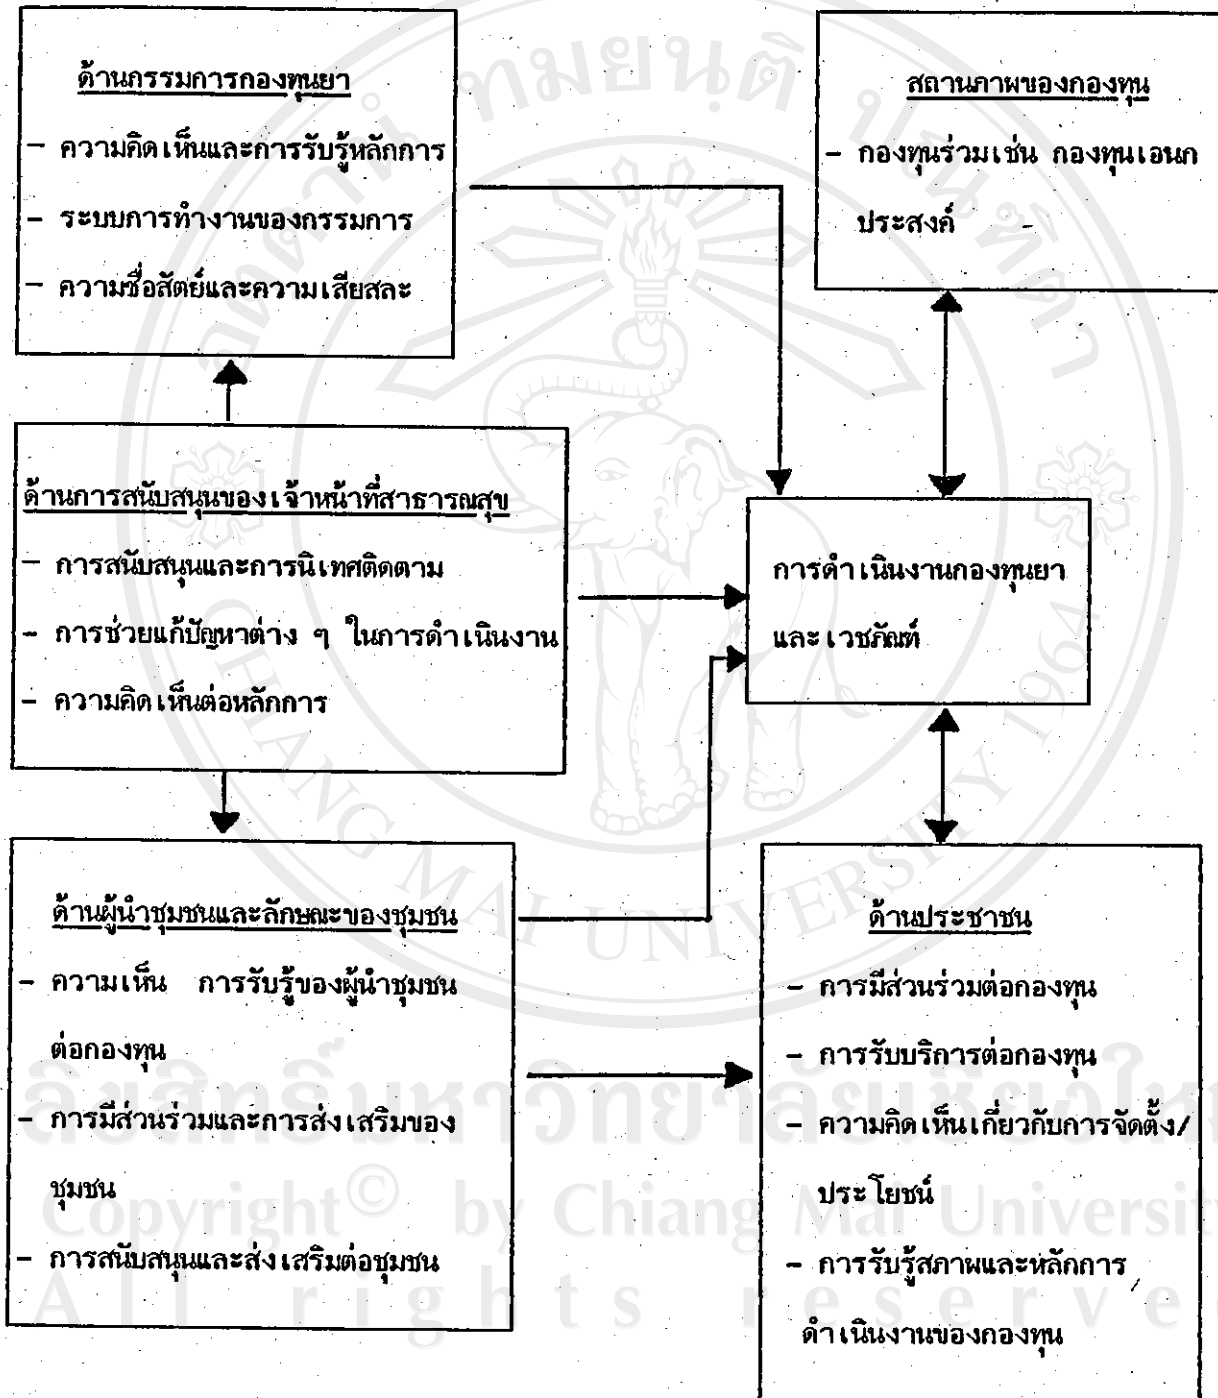 ด้านกรรมการกองทุนยา
- ความคิดเห็นและการรับรู้หลักการ
- ระบบการทำงานของกรรมการ
- ความซื่อสัตย์และความเสียสละ
สถานภาพของกองทุน
- กองทุนร่วมเช่น กองทุนเอนก
ประสงค์
ด้านการสนับสนุนของเจ้าหน้าที่สาธารณสุข
- การสนับสนุนและการนิเทศติดตาม
- การช่วยแก้ปัญหาต่าง ๆ ในการดำเนินงาน
- ความคิดเห็นต่อหลักการ
การดำเนินงานกองทุนยา
และเวชภัณฑ์
ด้านผู้นำชุมชนและลักษณะของชุมชน
- ความเห็น การรับรู้ของผู้นำชุมชน
ต่อกองทุน
- การมีส่วนร่วมและการส่งเสริมของ
ชุมชน
- การสนับสนุนและส่งเสริมต่อชุมชน
ด้านประชาชน
- การมีส่วนร่วมต่อกองทุน
- การรับบริการต่อกองทุน
- ความคิดเห็นเกี่ยวกับการจัดตั้ง/
ประโยชน์
- การรับรู้สภาพและหลักการ
ดำเนินงานของกองทุน
CHIANG MAI UNIVERSITY 1964
Copyright© by Chiang Mai University
All rights reserve